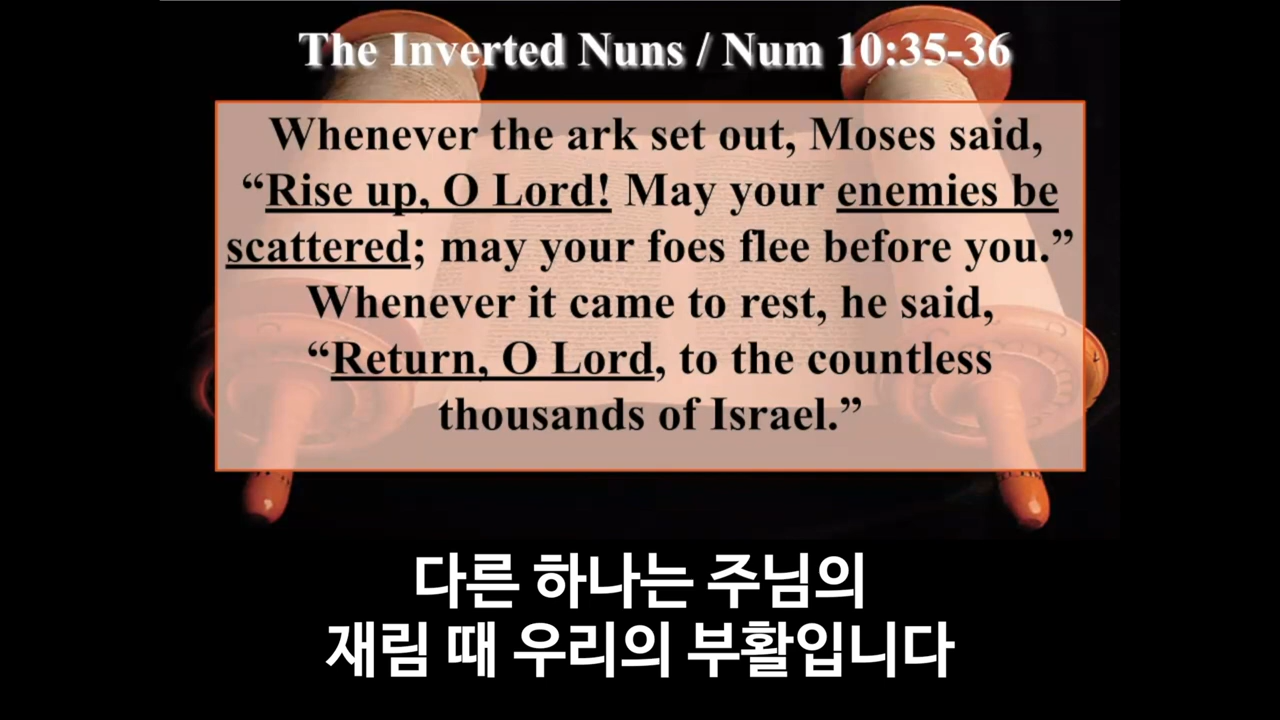 The Inverted Nuns / Num 10:35-36
Whenever the ark set out, Moses said,
“Rise up, O Lord! May your enemies be
scattered; may your foes flee before you.”
Whenever it came to rest, he said,
“Return, O Lord, to the countless
thousands of Israel.”
다른 하나는 주님의
재림 때 우리의 부활입니다